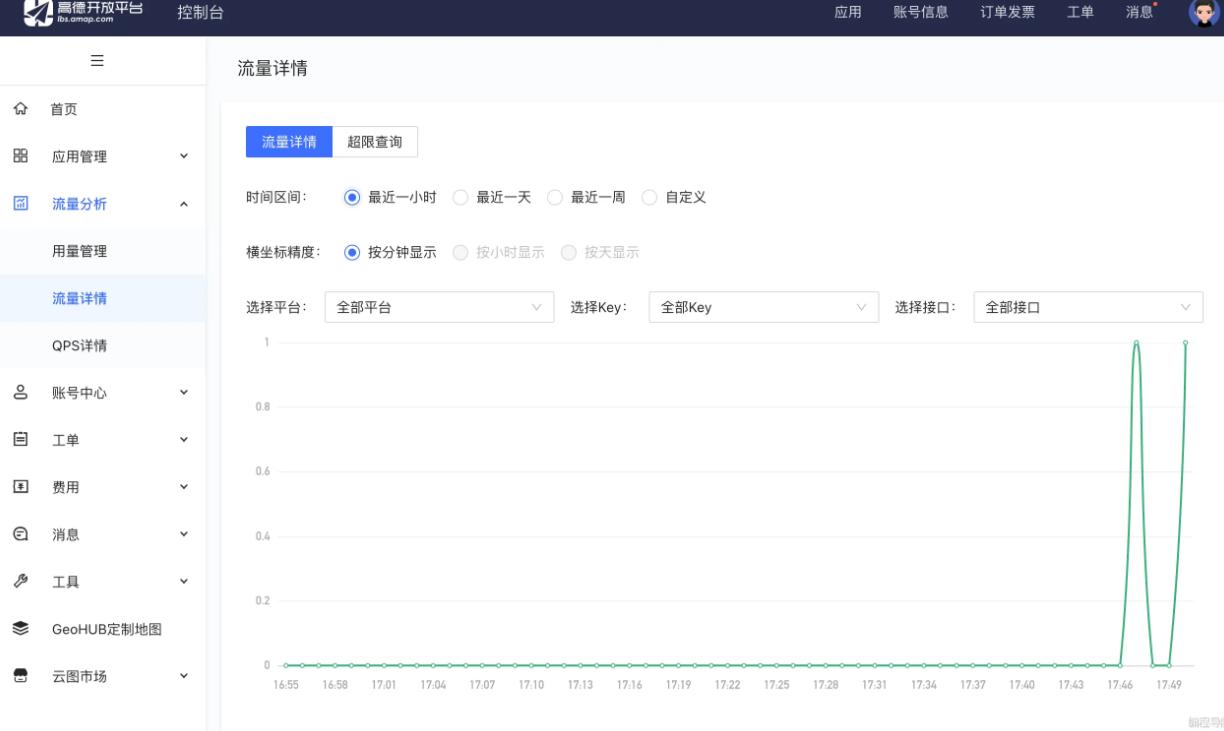 高德开放平台
lbs.amap.com
控制台
应用
账号信息
订单发票
工单
消息
流量详情
首页
应用管理
流量分析
用量管理
流量详情
QPS详情
账号中心
工单
费用
消息
工具
GeoHUB定制地图
云图市场
流量详情 超限查询
时间区间: 最近一小时 最近一天 最近一周 自定义
横坐标精度: 按分钟显示 按小时显示 按天显示
选择平台: 全部平台 选择Key: 全部Key 选择接口: 全部接口
1
0.8
0.6
0.4
0.2
0
16:55 16:58 17:01 17:04 17:07 17:10 17:13 17:16 17:19 17:22 17:25 17:28 17:31 17:34 17:37 17:40 17:43 17:46 17:49